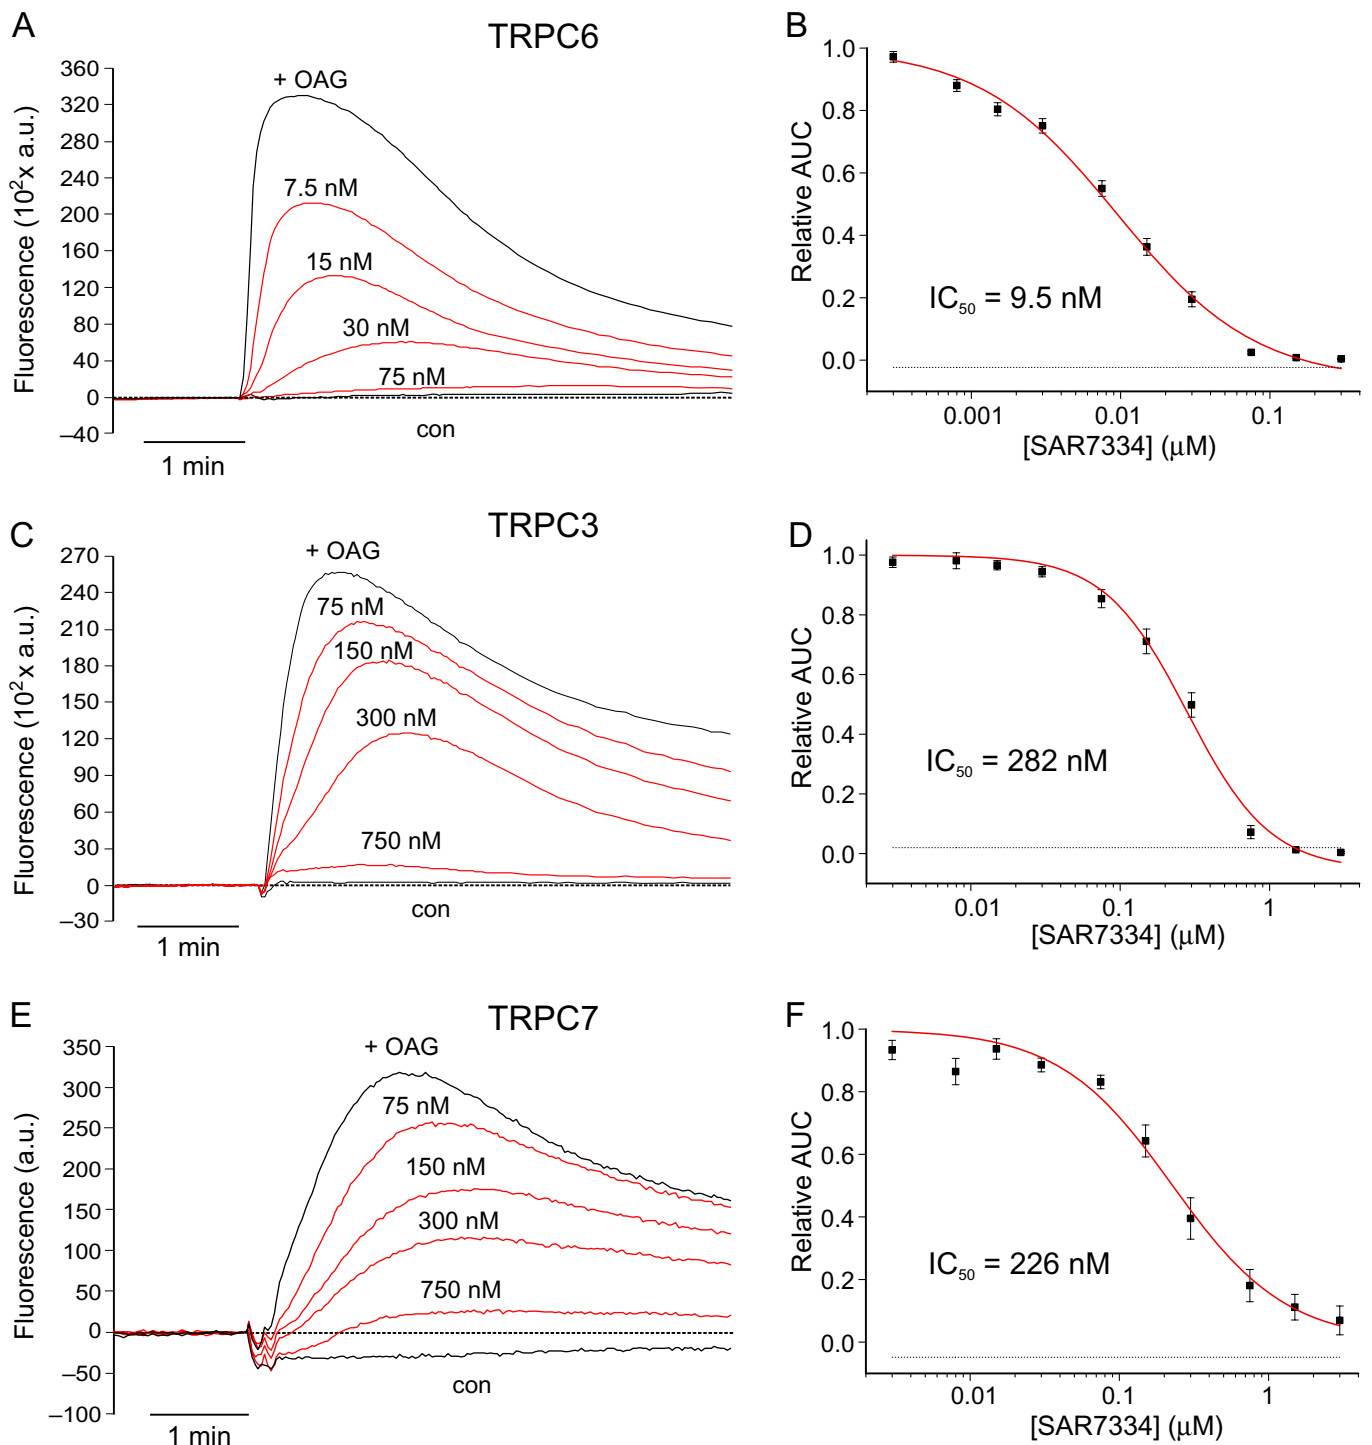 A
TRPC6
360
320
280
240
200
160
120
80
40
0
–40
Fluorescence (10²x a.u.)
+ OAG
7.5 nM
15 nM
30 nM
75 nM
con
1 min
B
1.0
0.8
0.6
0.4
0.2
0.0
Relative AUC
IC₅₀ = 9.5 nM
0.001
0.01
0.1
[SAR7334] (μM)
C
TRPC3
270
240
210
180
150
120
90
60
30
0
–30
Fluorescence (10²x a.u.)
+ OAG
75 nM
150 nM
300 nM
750 nM
con
1 min
D
1.0
0.8
0.6
0.4
0.2
0.0
Relative AUC
IC₅₀ = 282 nM
0.01
0.1
1
[SAR7334] (μM)
E
TRPC7
350
300
250
200
150
100
50
0
–50
–100
Fluorescence (a.u.)
+ OAG
75 nM
150 nM
300 nM
750 nM
con
1 min
F
1.0
0.8
0.6
0.4
0.2
0.0
Relative AUC
IC₅₀ = 226 nM
0.01
0.1
1
[SAR7334] (μM)